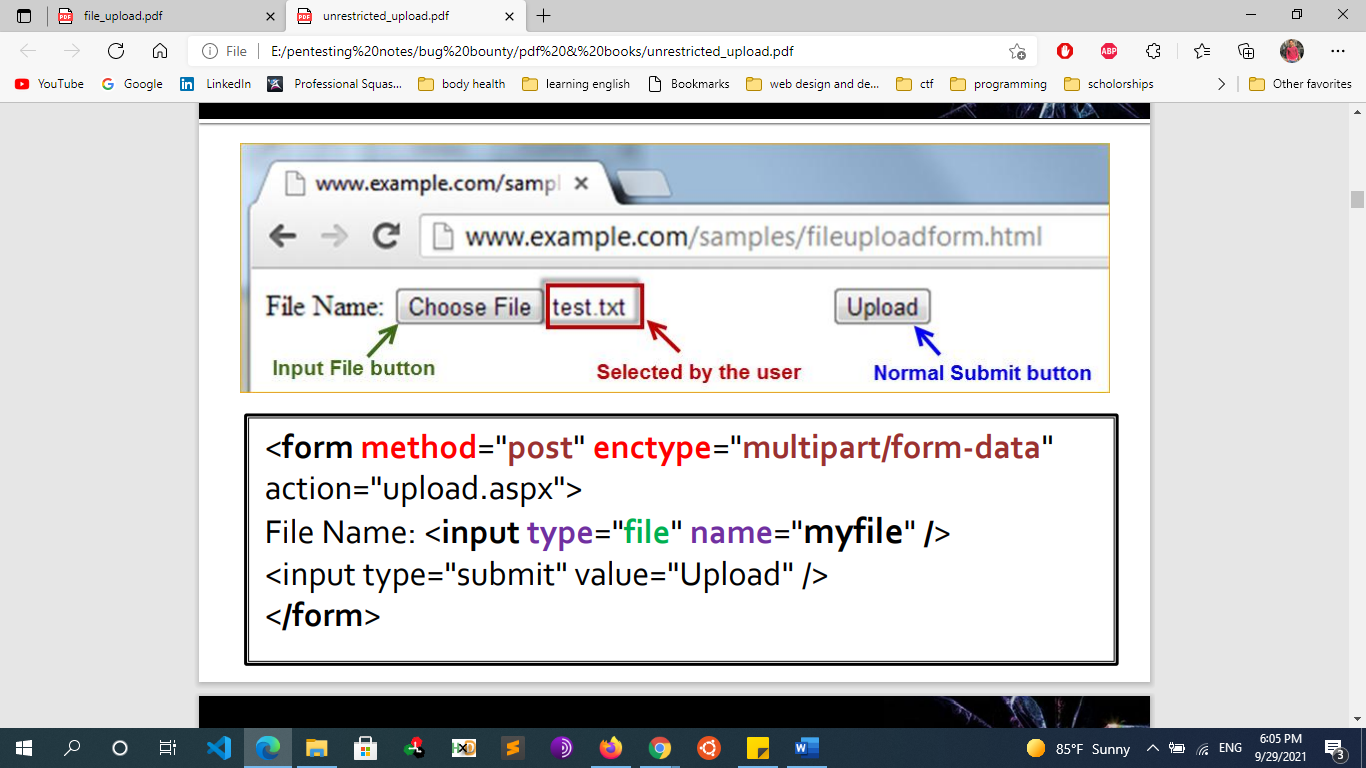 file_upload.pdf
unrestricted_upload.pdf
File
E:/pentesting%20notes/bug%20bounty/pdf%20&%20books/unrestricted_upload.pdf
ABP
YouTube
Google
LinkedIn
Professional Squas...
body health
learning english
Bookmarks
web design and de...
ctf
programming
scholorships
Other favorites
www.example.com/sampl
www.example.com/samples/fileuploadform.html
File Name: Choose File test.txt Upload
Input File button
Selected by the user
Normal Submit button
<form method="post" enctype="multipart/form-data"
action="upload.aspx">
File Name: <input type="file" name="myfile" />
<input type="submit" value="Upload" />
</form>
85°F Sunny
ENG
6:05 PM
9/29/2021
3